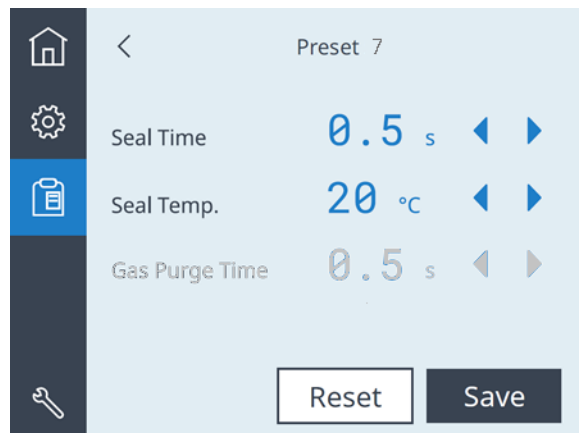 Preset 7
Seal Time 0.5 s
Seal Temp. 20 °C
Gas Purge Time 0.5 s
Reset Save